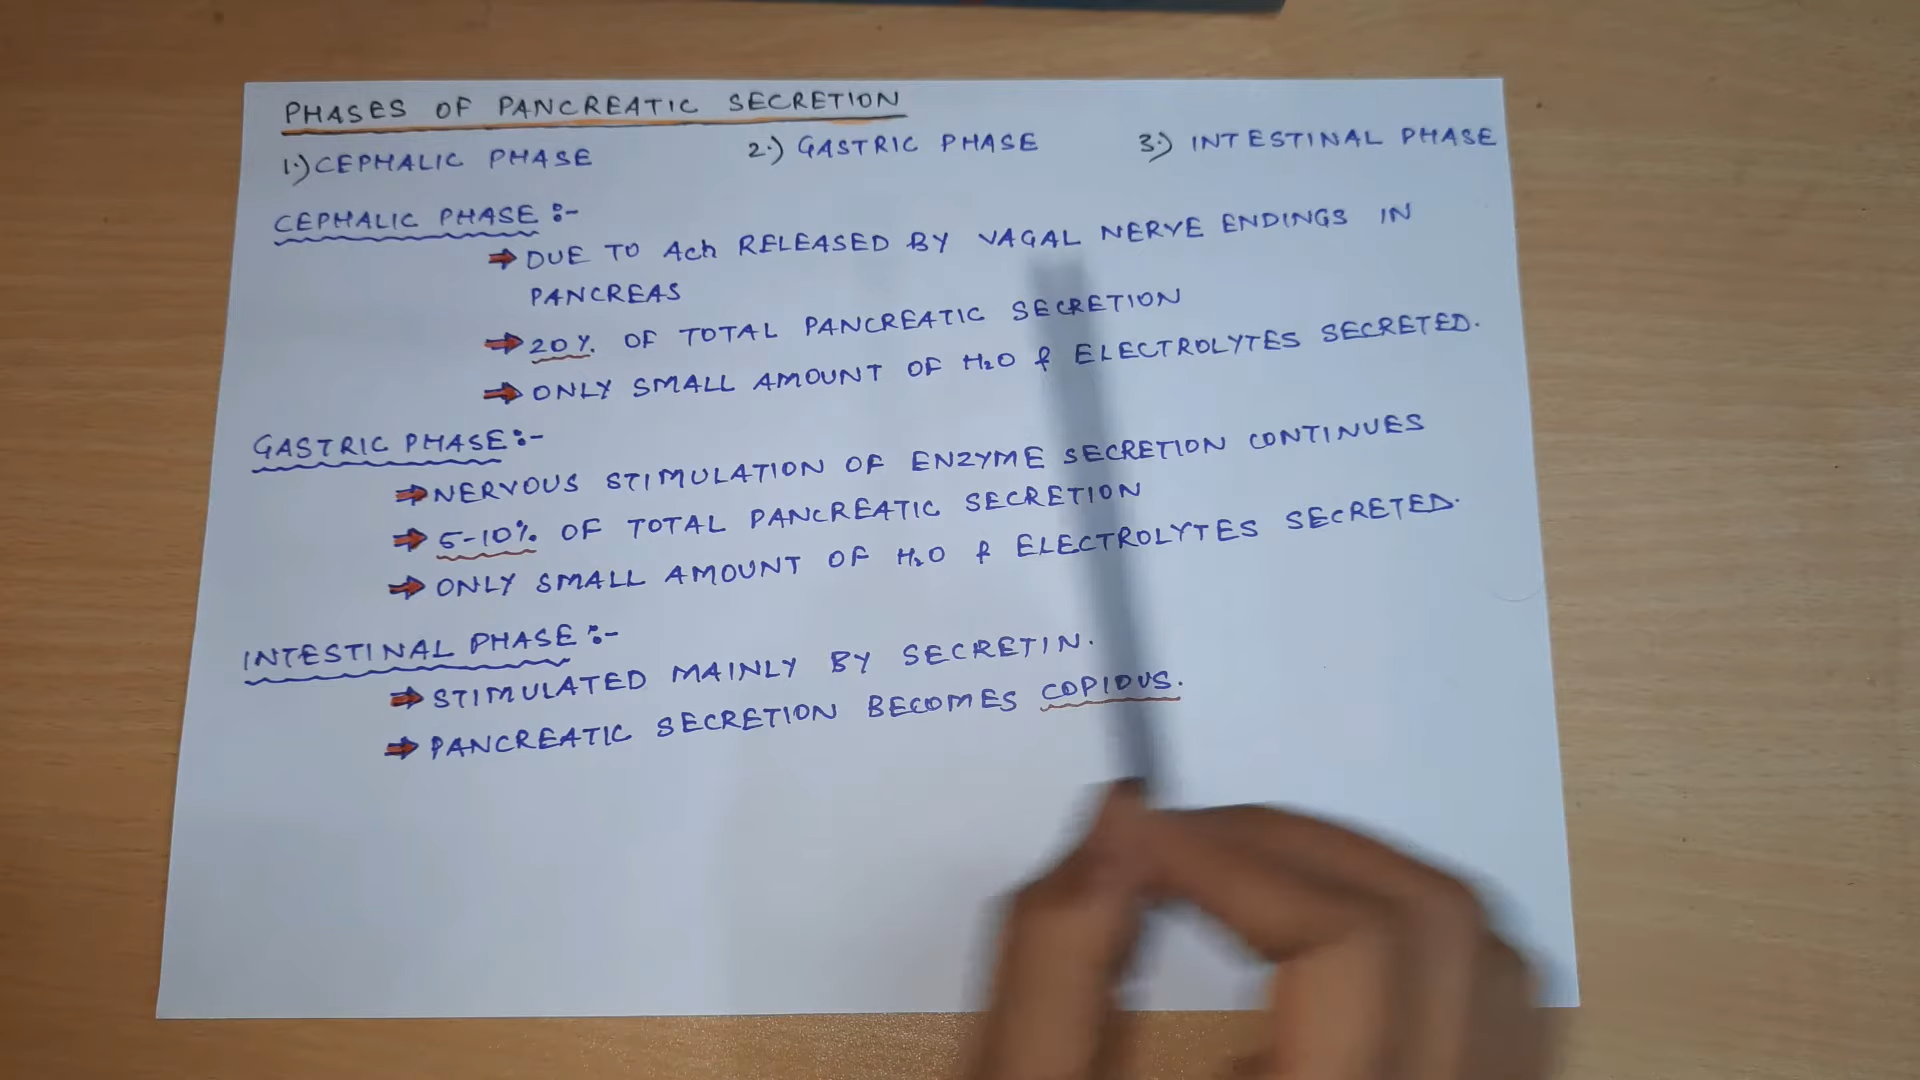 PHASES OF PANCREATIC SECRETION
1.) CEPHALIC PHASE 2.) GASTRIC PHASE 3.) INTESTINAL PHASE
CEPHALIC PHASE :-
⇒ DUE TO Ach RELEASED BY VAGAL NERVE ENDINGS IN
PANCREAS
⇒ 20% OF TOTAL PANCREATIC SECRETION
⇒ ONLY SMALL AMOUNT OF H₂O & ELECTROLYTES SECRETED.
GASTRIC PHASE :-
⇒ NERVOUS STIMULATION OF ENZYME SECRETION CONTINUES
⇒ 5-10% OF TOTAL PANCREATIC SECRETION
⇒ ONLY SMALL AMOUNT OF H₂O & ELECTROLYTES SECRETED.
INTESTINAL PHASE :-
⇒ STIMULATED MAINLY BY SECRETIN.
⇒ PANCREATIC SECRETION BECOMES COPIOUS.